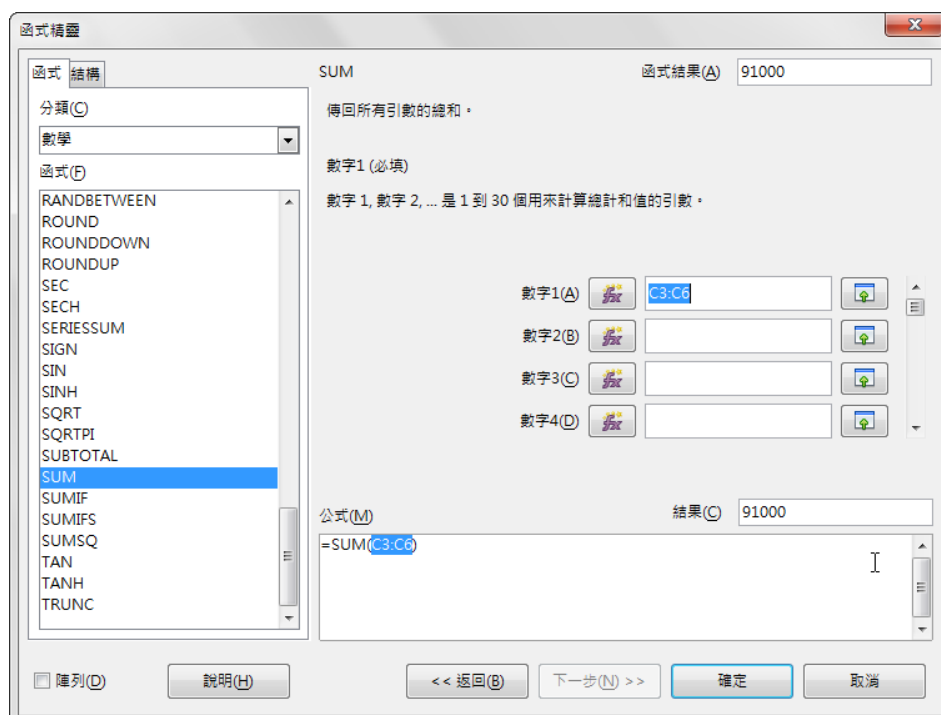 函式精靈
函式 結構
分類(C)
數學
函式(F)
RANDBETWEEN
ROUND
ROUNDDOWN
ROUNDUP
SEC
SECH
SERIESSUM
SIGN
SIN
SINH
SQRT
SQRTPI
SUBTOTAL
SUM
SUMIF
SUMIFS
SUMSQ
TAN
TANH
TRUNC
SUM 函式結果(A) 91000
傳回所有引數的總和。
數字1 (必填)
數字 1, 數字 2, ... 是 1 到 30 個用來計算總計和值的引數。
數字1(A) fx C3:C6
數字2(B) fx
數字3(C) fx
數字4(D) fx
公式(M) 結果(C) 91000
=SUM(C3:C6)
陣列(D) 說明(H) << 返回(B) 下一步(N) >> 確定 取消